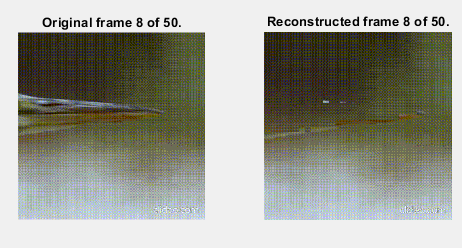 Original frame 8 of 50.
Reconstructed frame 8 of 50.